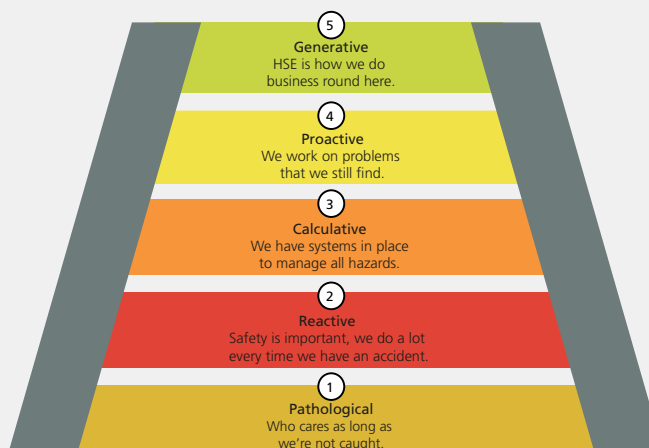 5
Generative
HSE is how we do
business round here.
4
Proactive
We work on problems
that we still find.
3
Calculative
We have systems in place
to manage all hazards.
2
Reactive
Safety is important, we do a lot
every time we have an accident.
1
Pathological
Who cares as long as
we're not caught.